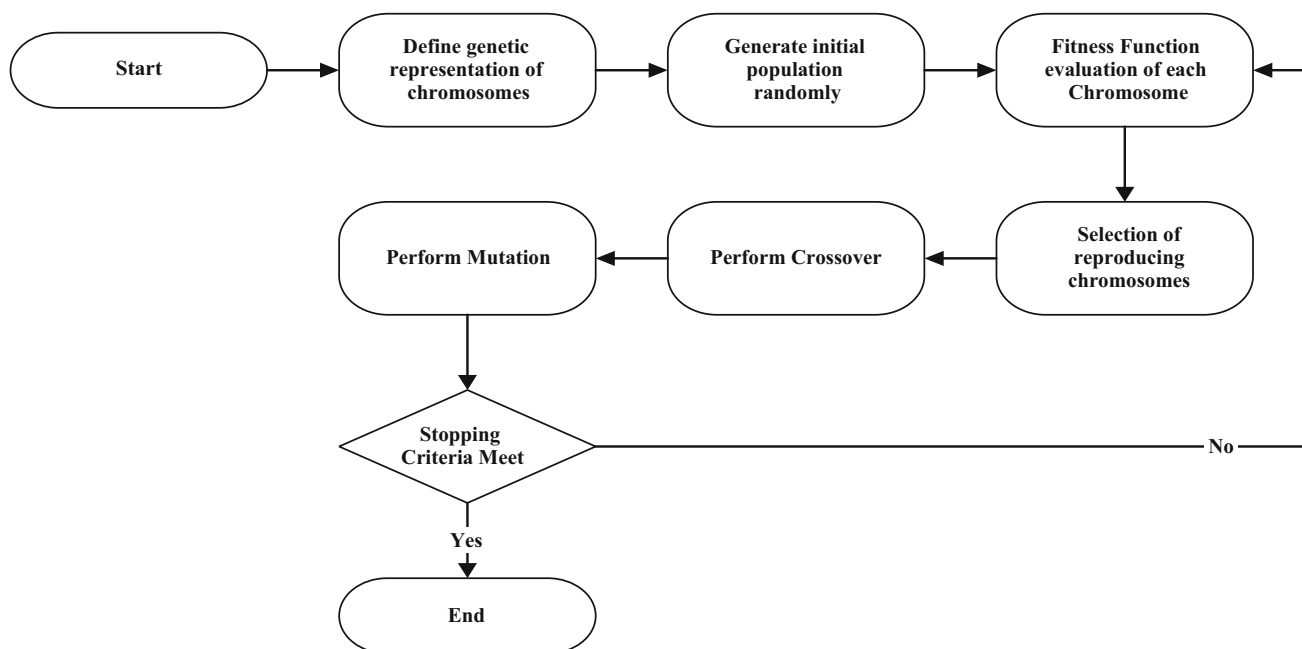 Start
Define genetic
representation of
chromosomes
Generate initial
population
randomly
Fitness Function
evaluation of each
Chromosome
Perform Mutation
Perform Crossover
Selection of
reproducing
chromosomes
Stopping
Criteria Meet
No
Yes
End